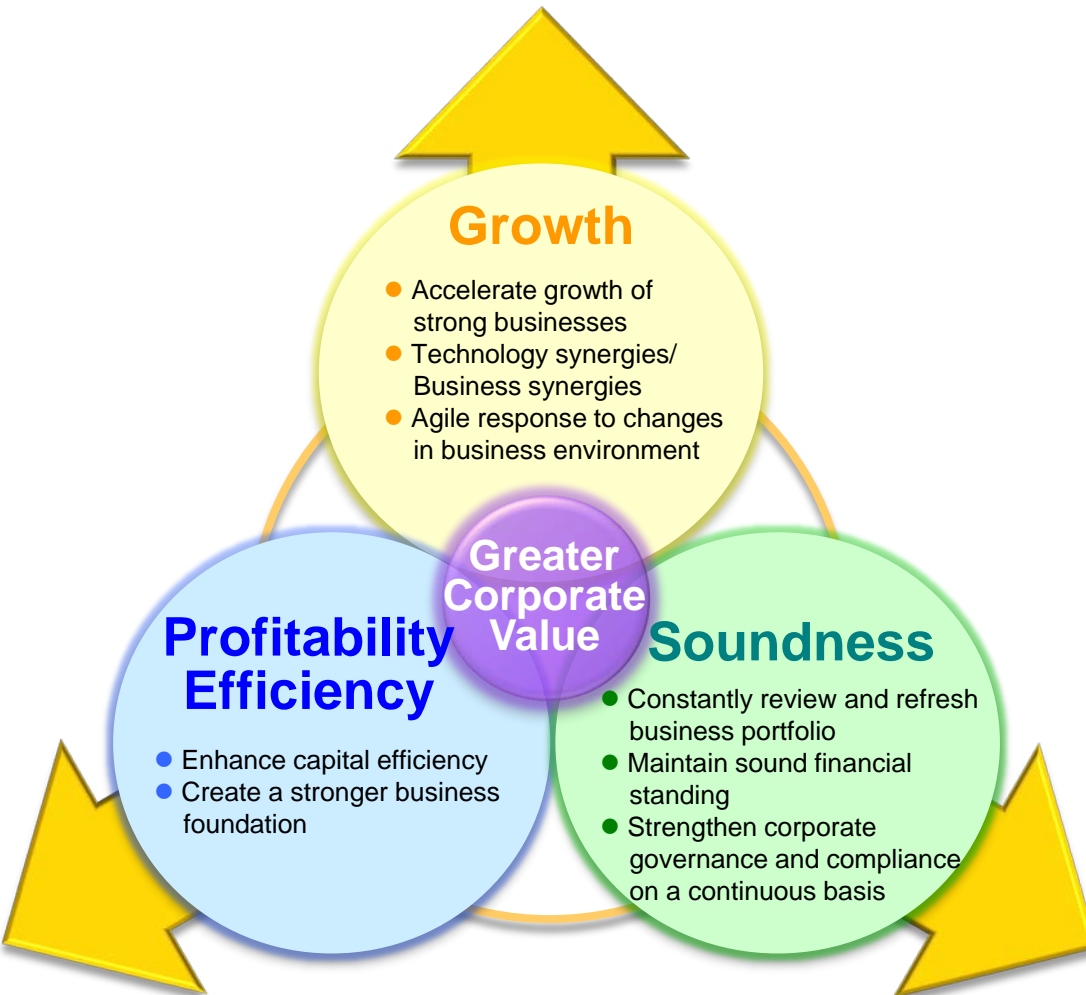 Growth
● Accelerate growth of
strong businesses
● Technology synergies/
Business synergies
● Agile response to changes
in business environment
Greater
Corporate
Value
Profitability
Efficiency
● Enhance capital efficiency
● Create a stronger business
foundation
Soundness
● Constantly review and refresh
business portfolio
● Maintain sound financial
standing
● Strengthen corporate
governance and compliance
on a continuous basis